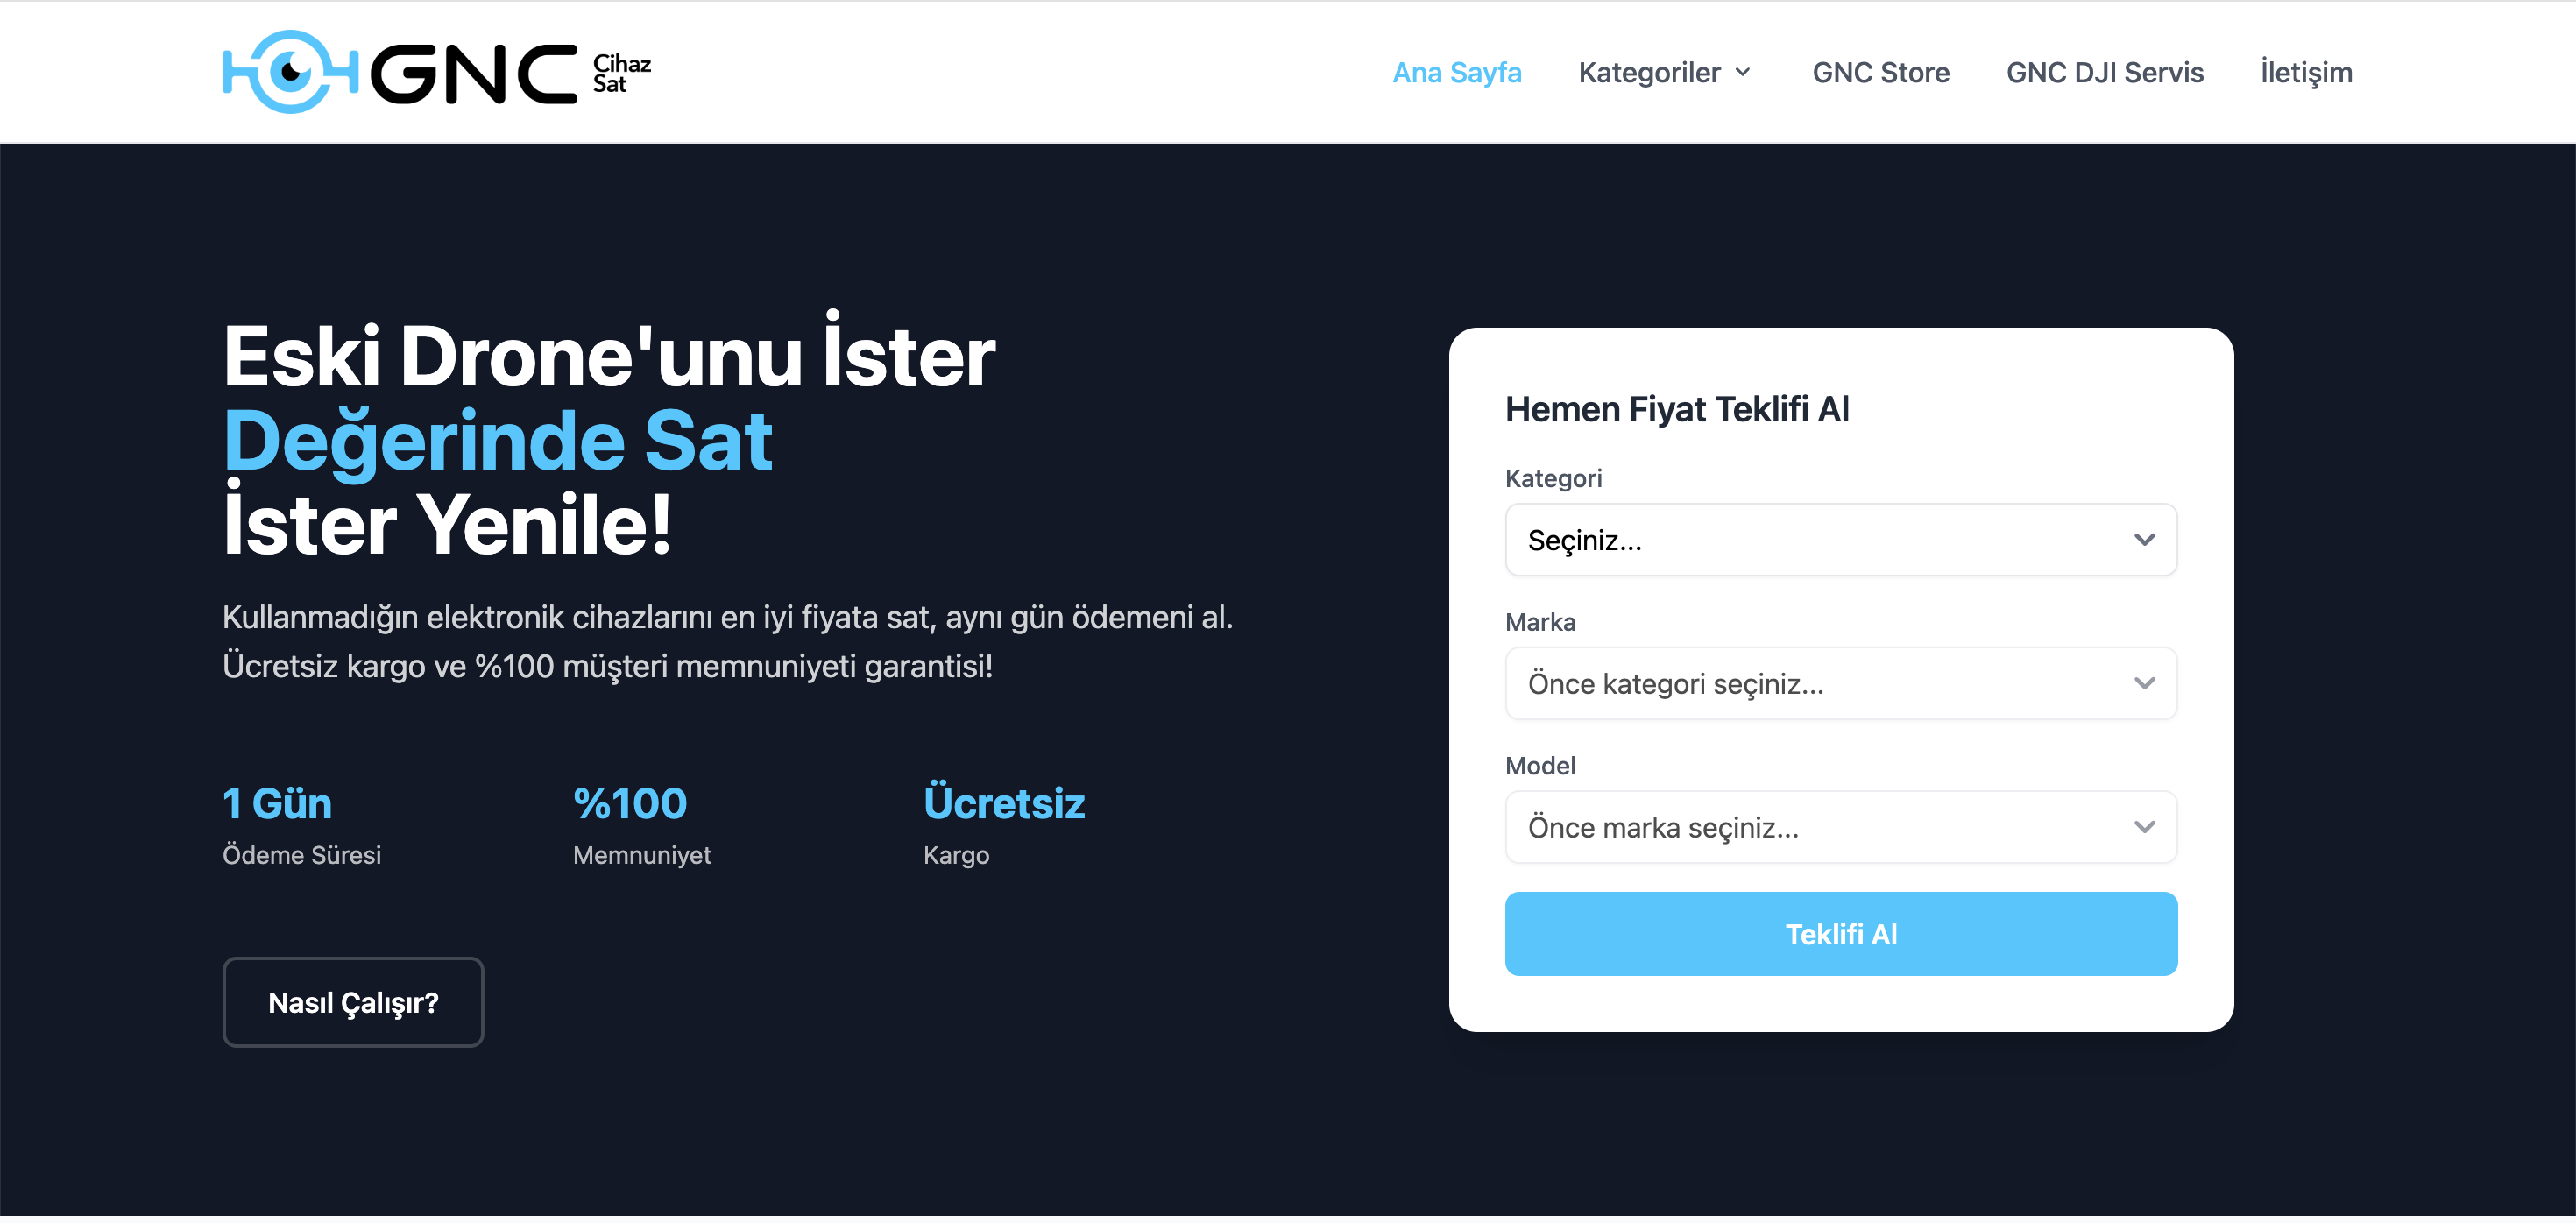 GNC Cihaz Sat
Ana Sayfa
Kategoriler
GNC Store
GNC DJI Servis
İletişim
Eski Drone'unu İster
Değerinde Sat
İster Yenile!
Kullanmadığın elektronik cihazlarını en iyi fiyata sat, aynı gün ödemeni al.
Ücretsiz kargo ve %100 müşteri memnuniyeti garantisi!
1 Gün
Ödeme Süresi
%100
Memnuniyet
Ücretsiz
Kargo
Nasıl Çalışır?
Hemen Fiyat Teklifi Al
Kategori
Seçiniz...
Marka
Önce kategori seçiniz...
Model
Önce marka seçiniz...
Teklifi Al